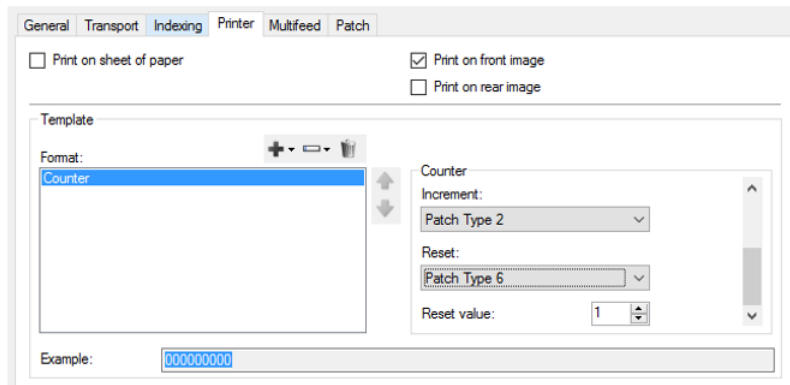 General Transport Indexing Printer Multifeed Patch
Print on sheet of paper
Print on front image
Print on rear image
Template
Format:
Counter
Counter
Increment:
Patch Type 2
Reset:
Patch Type 6
Reset value: 1
Example: 000000000